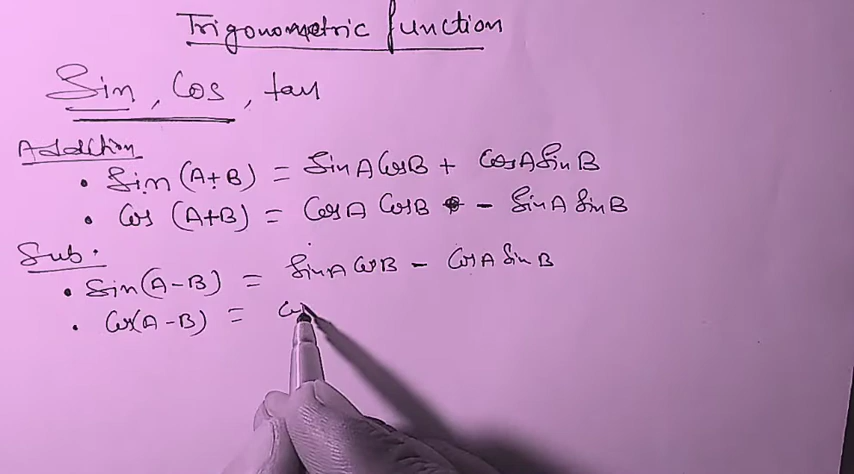 Trigonometric function
Sin, Cos, tan
Addition
• Sin (A+B) = Sin A Cos B + Cos A Sin B
• Cos (A+B) = Cos A Cos B - Sin A Sin B
Sub.
• Sin(A-B) = Sin A Cos B - Cos A Sin B
• Cos(A-B) = Co